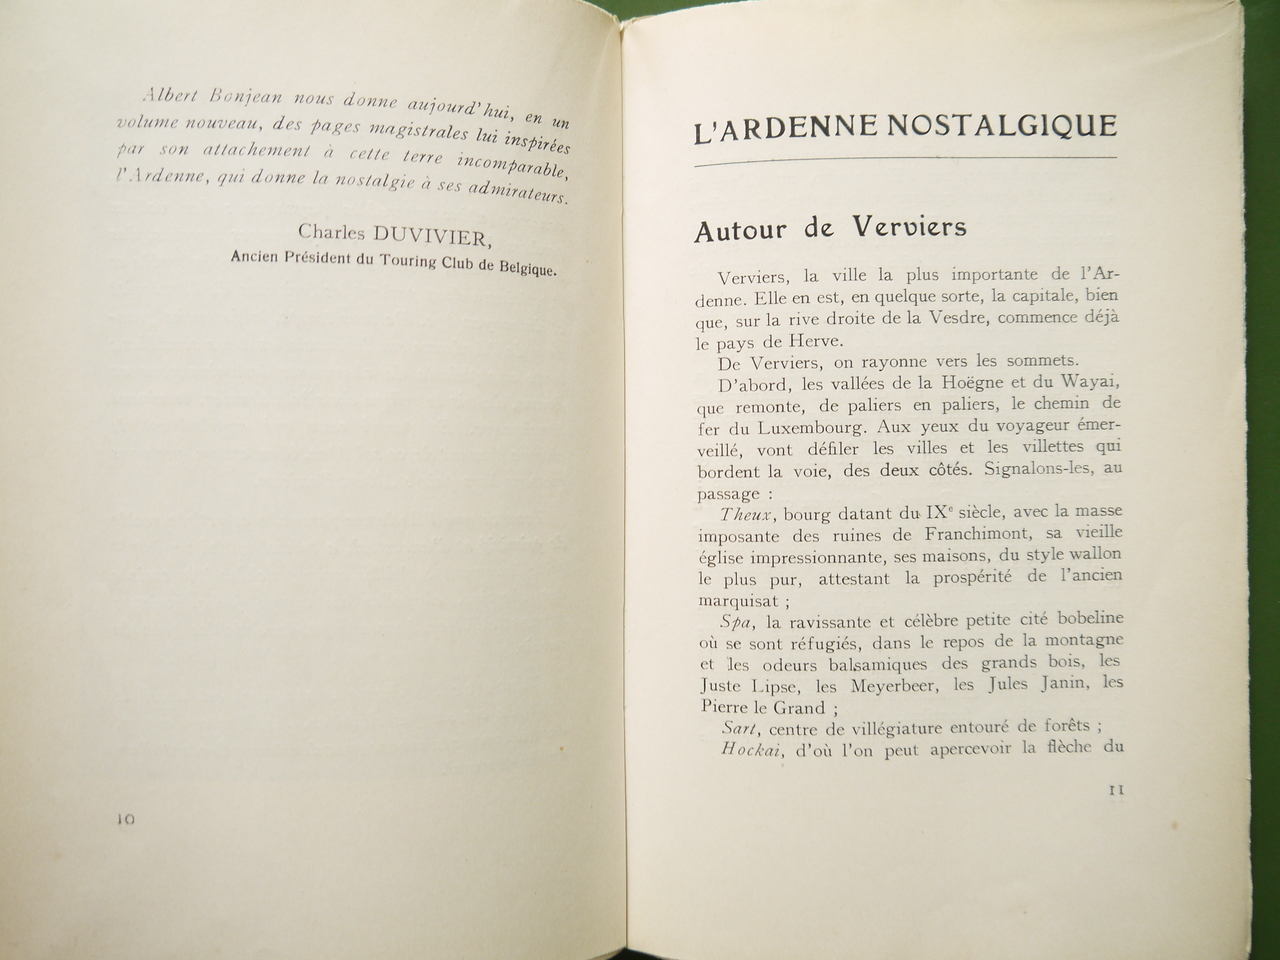 Albert Bonjean nous donne aujourd'hui, en un
volume nouveau, des pages magistrales lui inspirées
par son attachement à cette terre incomparable,
l'Ardenne, qui donne la nostalgie à ses admirateurs.
Charles DUVIVIER,
Ancien Président du Touring Club de Belgique.
10
L'ARDENNE NOSTALGIQUE
Autour de Verviers
Verviers, la ville la plus importante de l'Ar-
denne. Elle en est, en quelque sorte, la capitale, bien
que, sur la rive droite de la Vesdre, commence déjà
le pays de Herve.
De Verviers, on rayonne vers les sommets.
D'abord, les vallées de la Hoëgne et du Wayai,
que remonte, de paliers en paliers, le chemin de
fer du Luxembourg. Aux yeux du voyageur émer-
veillé, vont défiler les villes et les villettes qui
bordent la voie, des deux côtés. Signalons-les, au
passage :
Theux, bourg datant du IXe siècle, avec la masse
imposante des ruines de Franchimont, sa vieille
église impressionnante, ses maisons, du style wallon
le plus pur, attestant la prospérité de l'ancien
marquisat ;
Spa, la ravissante et célèbre petite cité bobeline
où se sont réfugiés, dans le repos de la montagne
et les odeurs balsamiques des grands bois, les
Juste Lipse, les Meyerbeer, les Jules Janin, les
Pierre le Grand ;
Sart, centre de villégiature entouré de forêts ;
Hockai, d'où l'on peut apercevoir la flèche du
11